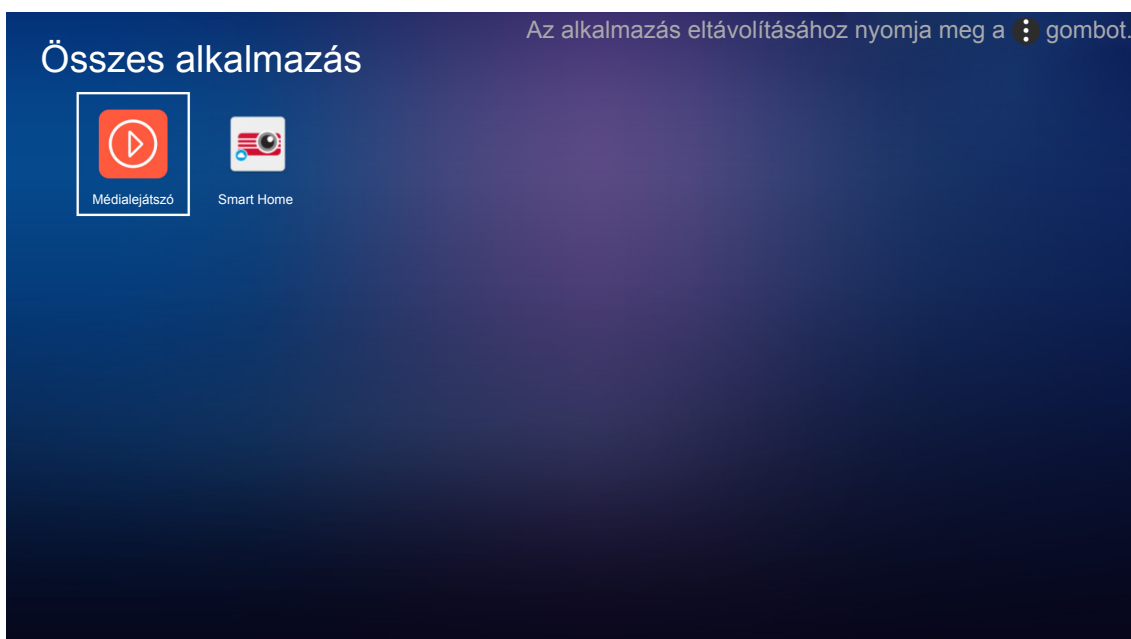 Az alkalmazás eltávolításához nyomja meg a gombot.
Összes alkalmazás
Médialejátszó
Smart Home